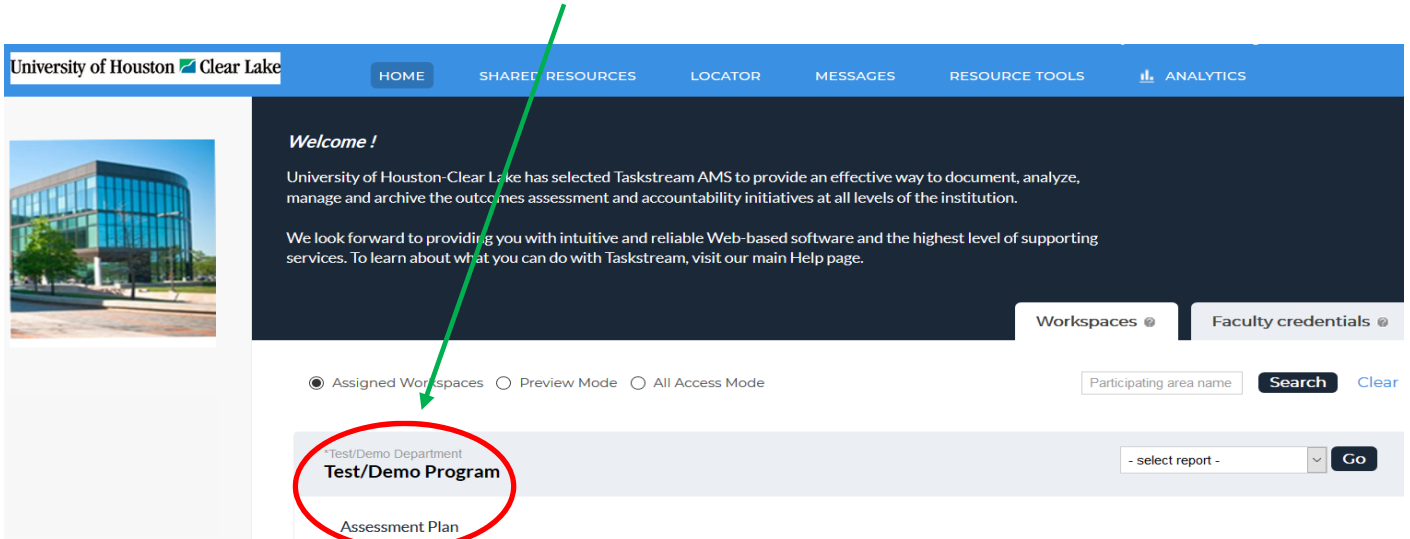 University of Houston Clear Lake
HOME SHARED RESOURCES LOCATOR MESSAGES RESOURCE TOOLS ANALYTICS
Welcome !
University of Houston-Clear Lake has selected Taskstream AMS to provide an effective way to document, analyze,
manage and archive the outcomes assessment and accountability initiatives at all levels of the institution.
We look forward to providing you with intuitive and reliable Web-based software and the highest level of supporting
services. To learn about what you can do with Taskstream, visit our main Help page.
Workspaces ? Faculty credentials ?
Assigned Workspaces Preview Mode All Access Mode Participating area name Search Clear
*Test/Demo Department
Test/Demo Program - select report - Go
Assessment Plan